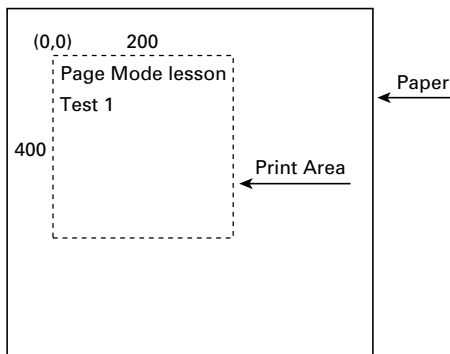 (0,0) 200
Page Mode lesson
Paper
Test 1
400
Print Area